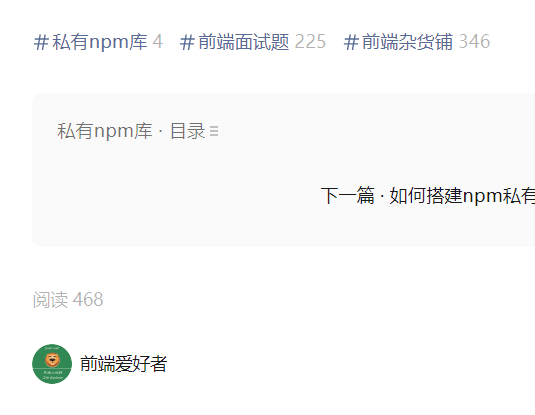 #私有npm库 4 #前端面试题 225 #前端杂货铺 346
私有npm库 · 目录
下一篇 · 如何搭建npm私有
阅读 468
前端爱好者